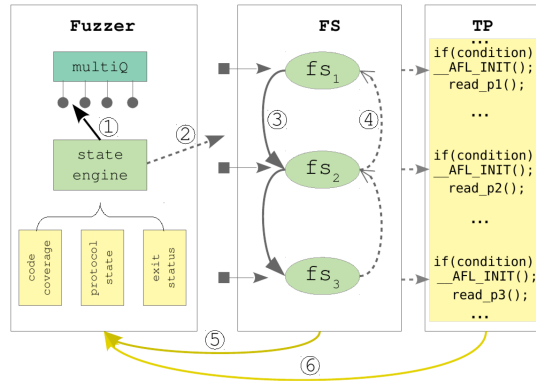 Fuzzer
multiQ
①
②
state
engine
code
coverage
protocol
state
exit
status
FS
fs1
③
④
fs2
fs3
TP
...
if(condition)
__AFL_INIT();
read_p1();
...
...
if(condition)
__AFL_INIT();
read_p2();
...
if(condition)
__AFL_INIT();
read_p3();
...
⑤
⑥